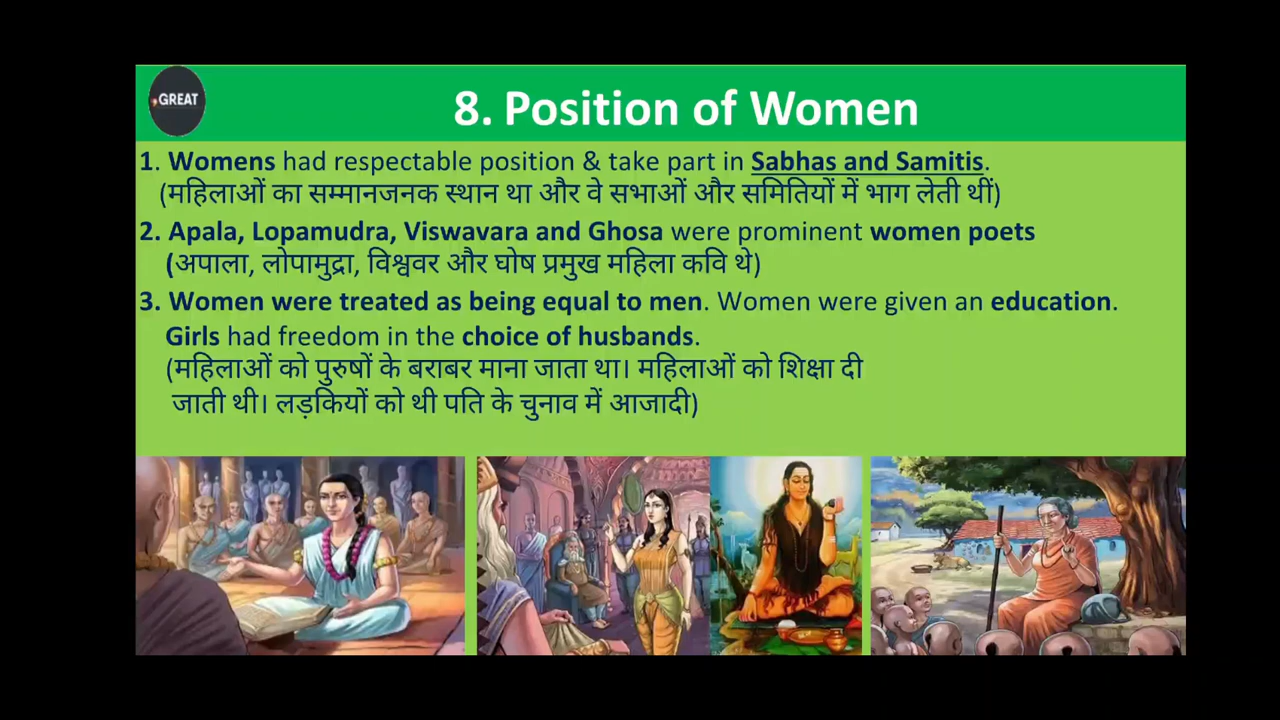 ,GREAT
8. Position of Women
1. Womens had respectable position & take part in Sabhas and Samitis.
(महिलाओं का सम्मानजनक स्थान था और वे सभाओं और समितियों में भाग लेती थीं)
2. Apala, Lopamudra, Viswavara and Ghosa were prominent women poets
(अपाला, लोपामुद्रा, विश्ववर और घोष प्रमुख महिला कवि थे)
3. Women were treated as being equal to men. Women were given an education.
Girls had freedom in the choice of husbands.
(महिलाओं को पुरुषों के बराबर माना जाता था। महिलाओं को शिक्षा दी
जाती थी। लड़कियों को थी पति के चुनाव में आजादी)